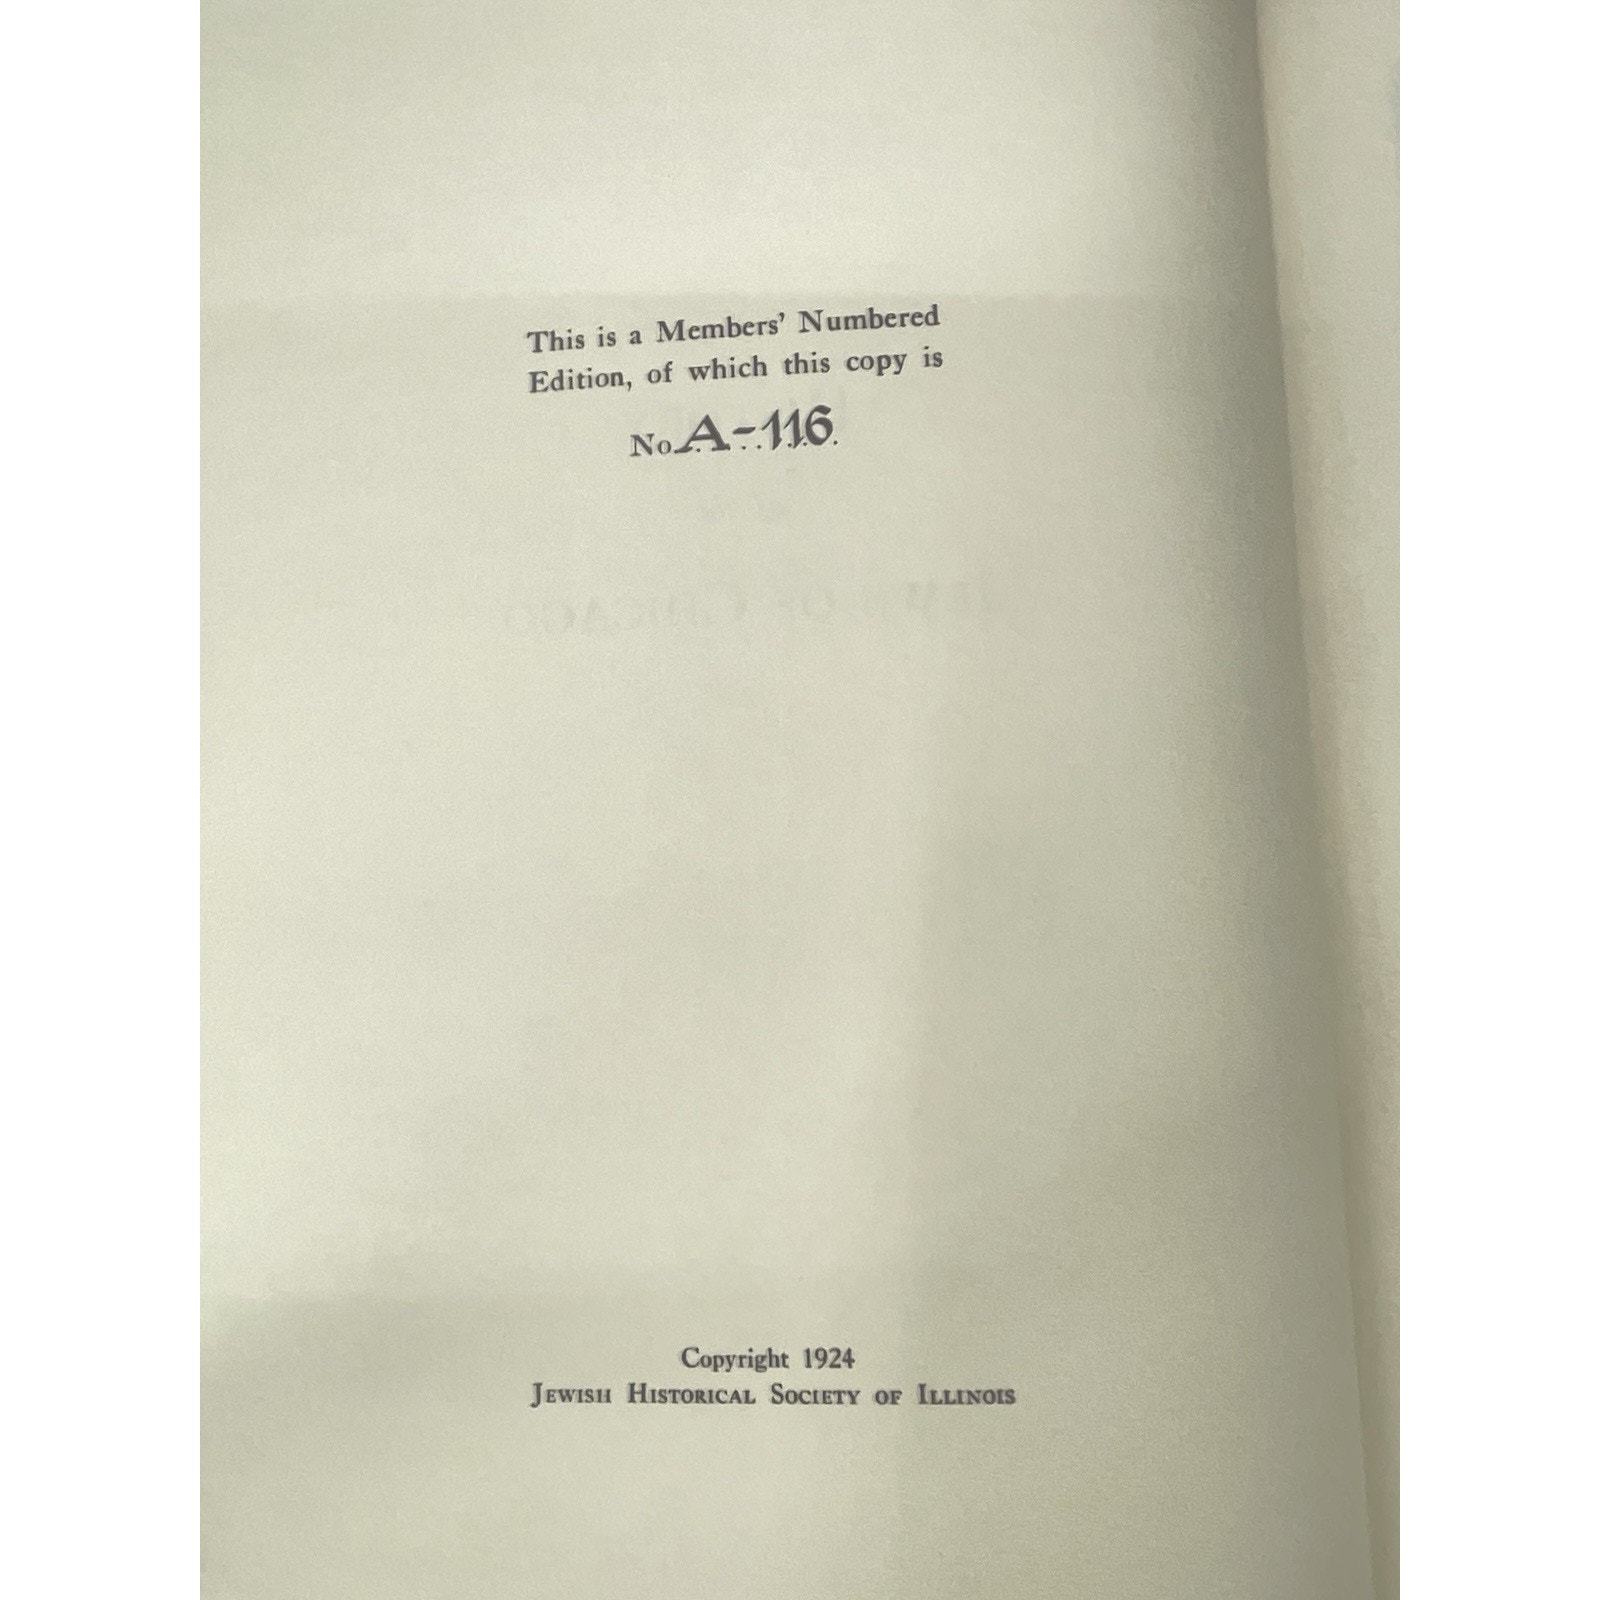 This is a Members' Numbered
Edition, of which this copy is
No. A-116.
Copyright 1924
JEWISH HISTORICAL SOCIETY OF ILLINOIS